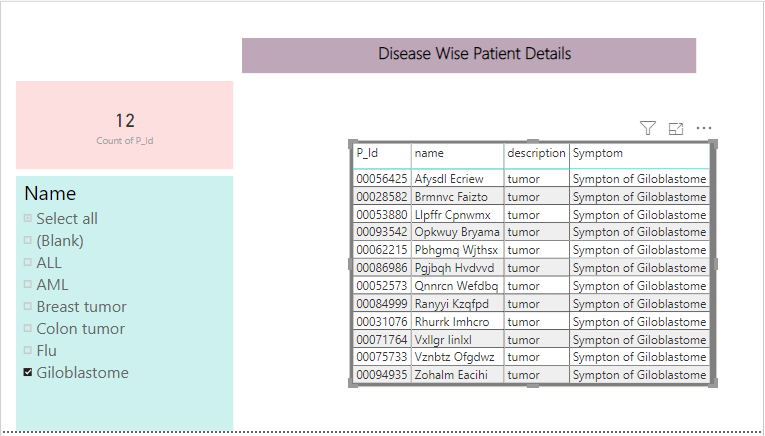 Disease Wise Patient Details
12
Count of P_Id
Name
Select all
(Blank)
ALL
AML
Breast tumor
Colon tumor
Flu
Giloblastome
P_Id name description Symptom
00056425 Afysdl Ecriew tumor Sympton of Giloblastome
00028582 Brmnvc Faizto tumor Sympton of Giloblastome
00053880 Llpffr Cpnwmx tumor Sympton of Giloblastome
00093542 Opkwuy Bryama tumor Sympton of Giloblastome
00062215 Pbhgmq Wjthsx tumor Sympton of Giloblastome
00086986 Pgjbqh Hvdvvd tumor Sympton of Giloblastome
00052573 Qnnrcn Wefdbq tumor Sympton of Giloblastome
00084999 Ranyyi Kzqfpd tumor Sympton of Giloblastome
00031076 Rhurrk Imhcro tumor Sympton of Giloblastome
00071764 Vxllgr Iinlxl tumor Sympton of Giloblastome
00075733 Vznbtz Ofgdwz tumor Sympton of Giloblastome
00094935 Zohalm Eacihi tumor Sympton of Giloblastome